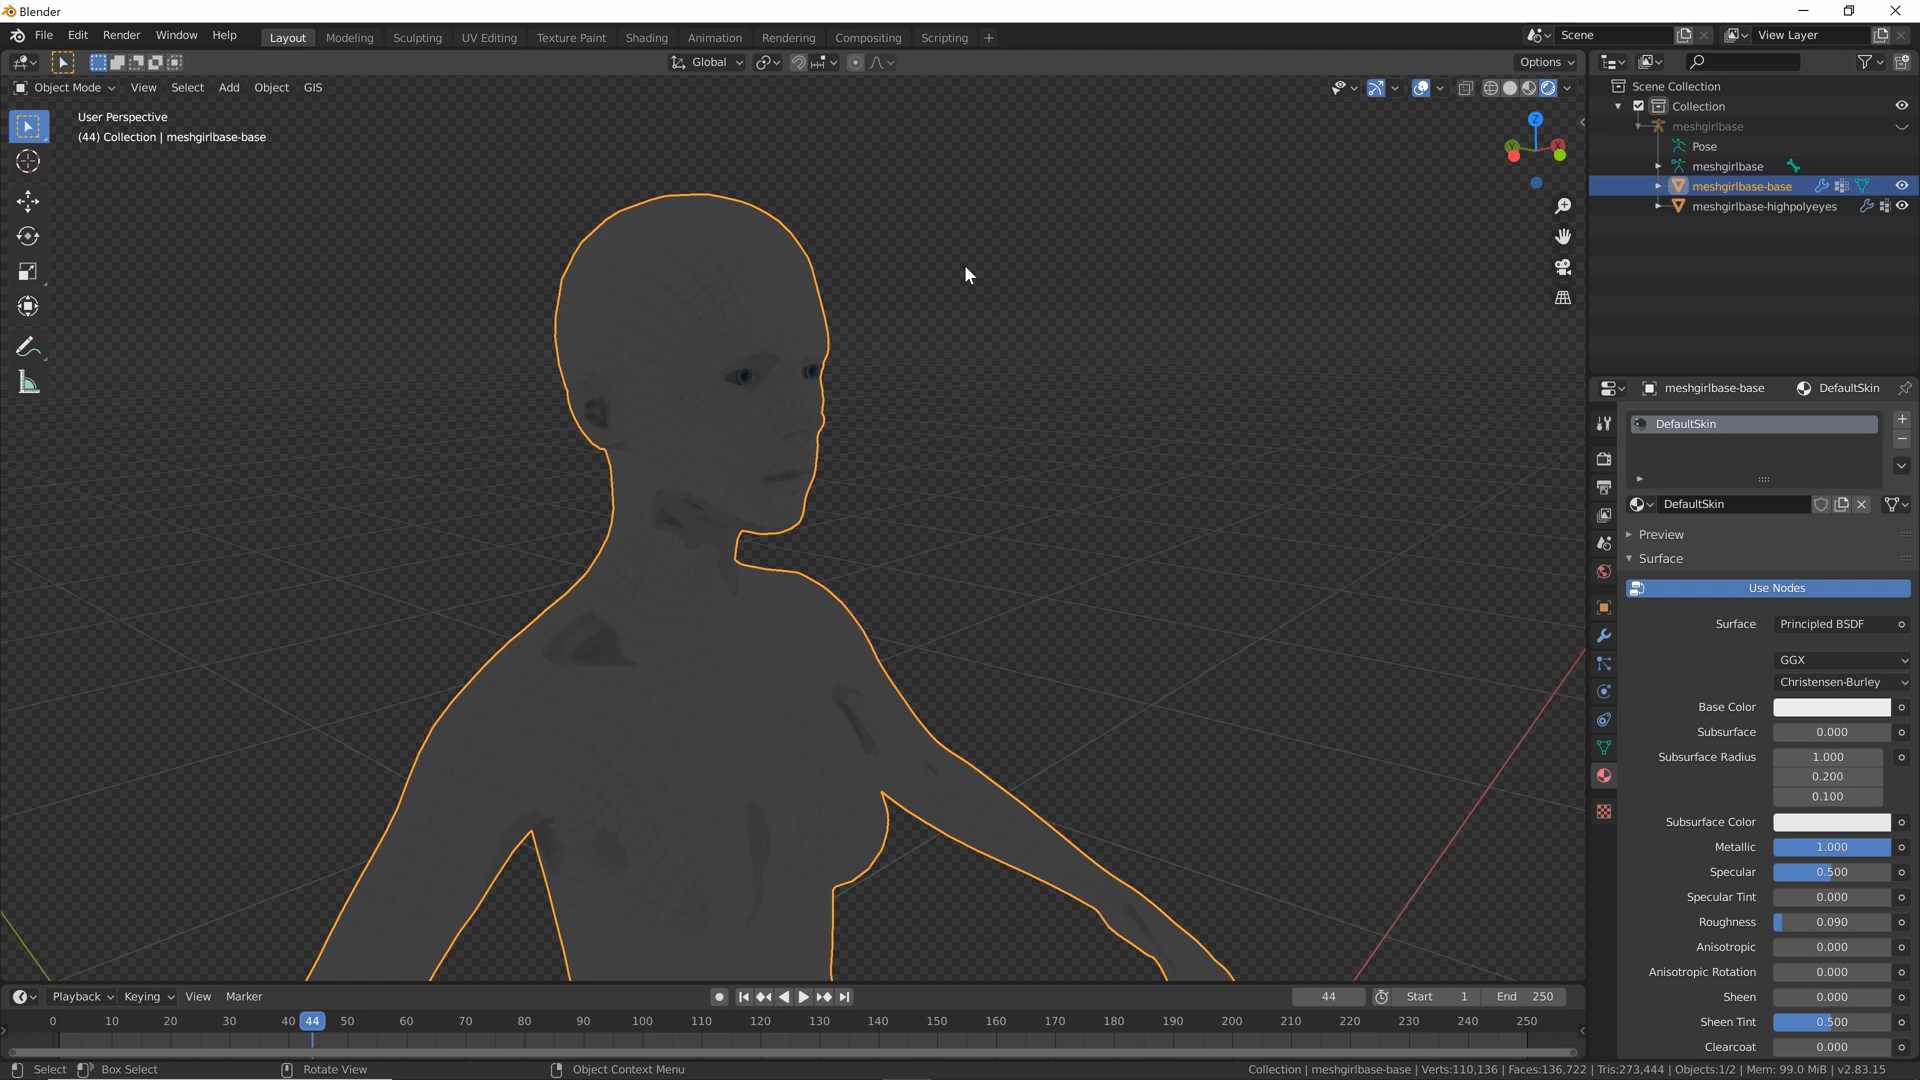 Blender
File Edit Render Window Help Layout Modeling Sculpting UV Editing Texture Paint Shading Animation Rendering Compositing Scripting + Scene View Layer
Global Options
Object Mode View Select Add Object GIS
User Perspective
(44) Collection | meshgirlbase-base
Z
Scene Collection
Collection
meshgirlbase
Pose
meshgirlbase
meshgirlbase-base
meshgirlbase-highpolyeyes
meshgirlbase-base DefaultSkin
DefaultSkin
DefaultSkin
Preview
Surface
Use Nodes
Surface Principled BSDF
GGX
Christensen-Burley
Base Color
Subsurface 0.000
Subsurface Radius 1.000
0.200
0.100
Subsurface Color
Metallic 1.000
Specular 0.500
Specular Tint 0.000
Roughness 0.090
Anisotropic 0.000
Anisotropic Rotation 0.000
Sheen 0.000
Sheen Tint 0.500
Clearcoat 0.000
Playback Keying View Marker 44 Start 1 End 250
0 10 20 30 40 44 50 60 70 80 90 100 110 120 130 140 150 160 170 180 190 200 210 220 230 240 250
Select Box Select Rotate View Object Context Menu Collection | meshgirlbase-base | Verts:110,136 | Faces:136,722 | Tris:273,444 | Objects:1/2 | Mem: 99.0 MiB | v2.83.15